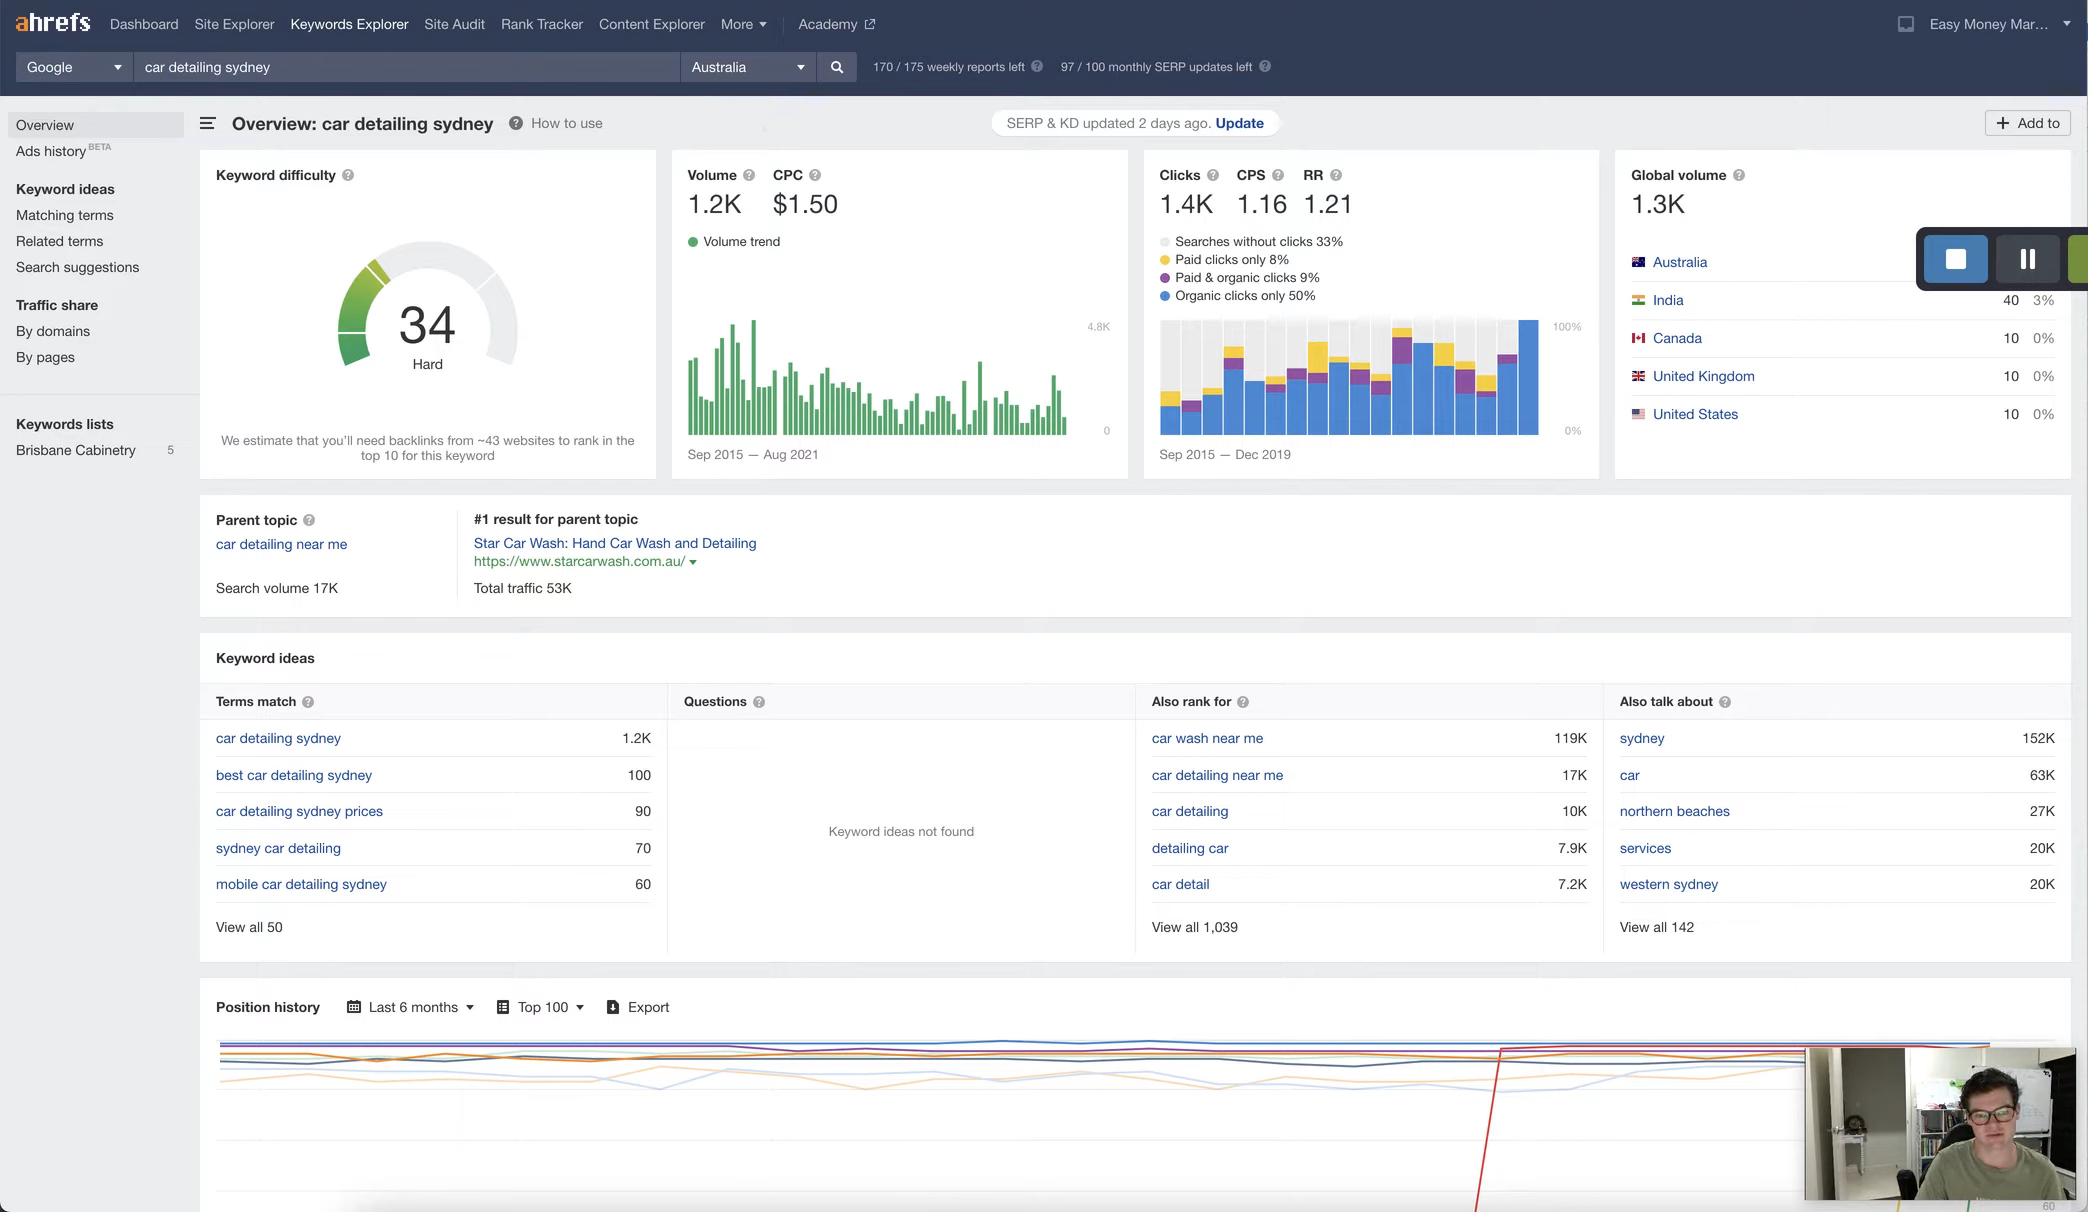 ahrefs Dashboard Site Explorer Keywords Explorer Site Audit Rank Tracker Content Explorer More Academy Easy Money Mar...
Google car detailing sydney Australia 170 / 175 weekly reports left 97 / 100 monthly SERP updates left
Overview
Ads history BETA
Keyword ideas
Matching terms
Related terms
Search suggestions
Traffic share
By domains
By pages
Keywords lists
Brisbane Cabinetry 5
Overview: car detailing sydney ? How to use SERP & KD updated 2 days ago. Update + Add to
Keyword difficulty ?
34
Hard
We estimate that you'll need backlinks from ~43 websites to rank in the
top 10 for this keyword
Volume ? CPC ?
1.2K $1.50
Volume trend
4.8K
0
Sep 2015 — Aug 2021
Clicks ? CPS ? RR ?
1.4K 1.16 1.21
Searches without clicks 33%
Paid clicks only 8%
Paid & organic clicks 9%
Organic clicks only 50%
100%
0%
Sep 2015 — Dec 2019
Global volume ?
1.3K
Australia
India 40 3%
Canada 10 0%
United Kingdom 10 0%
United States 10 0%
Parent topic ?
car detailing near me
Search volume 17K
#1 result for parent topic
Star Car Wash: Hand Car Wash and Detailing
https://www.starcarwash.com.au/
Total traffic 53K
Keyword ideas
Terms match ?
car detailing sydney 1.2K
best car detailing sydney 100
car detailing sydney prices 90
sydney car detailing 70
mobile car detailing sydney 60
View all 50
Questions ?
Keyword ideas not found
Also rank for ?
car wash near me 119K
car detailing near me 17K
car detailing 10K
detailing car 7.9K
car detail 7.2K
View all 1,039
Also talk about ?
sydney 152K
car 63K
northern beaches 27K
services 20K
western sydney 20K
View all 142
Position history Last 6 months Top 100 Export
60